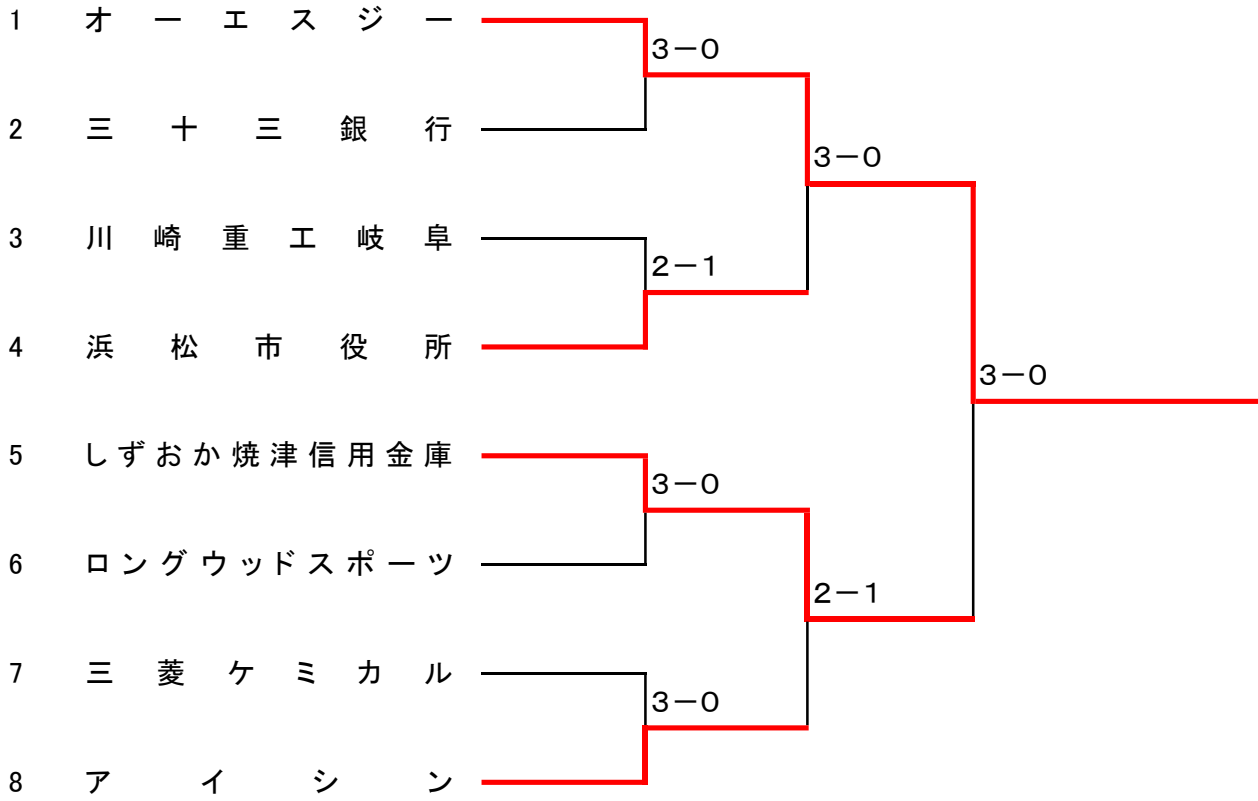 1 オーエスジー
3－0
2 三十三銀行
3－0
3 川崎重工岐阜
2－1
4 浜松市役所
3－0
5 しずおか焼津信用金庫
3－0
6 ロングウッドスポーツ
2－1
7 三菱ケミカル
3－0
8 アイシン